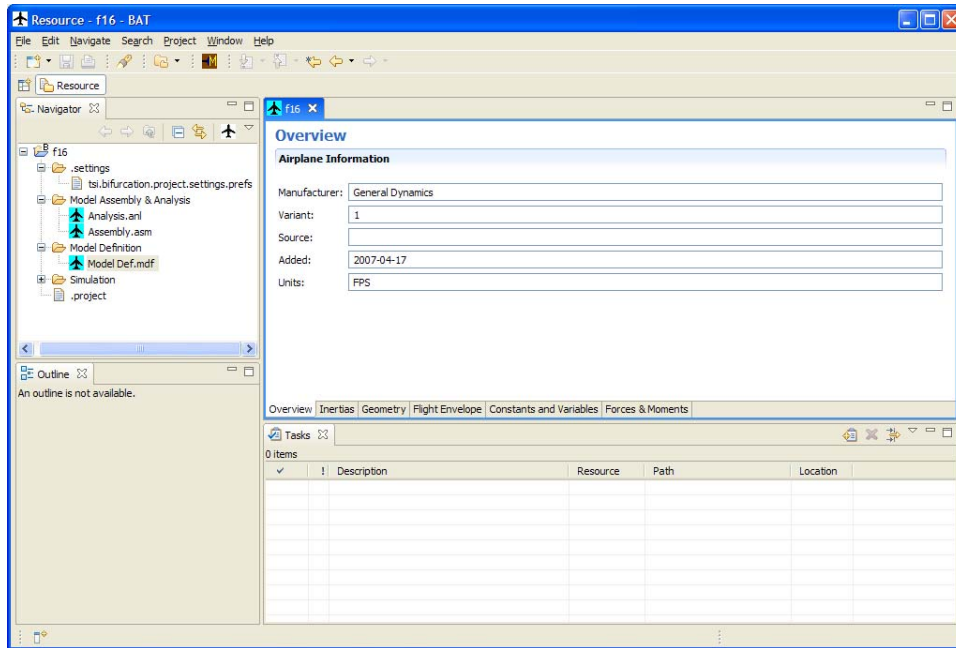 Resource - f16 - BAT
File Edit Navigate Search Project Window Help
Resource
Navigator
f16
.settings
tsi.bifurcation.project.settings.prefs
Model Assembly & Analysis
Analysis.anl
Assembly.asm
Model Definition
Model Def.mdf
Simulation
.project
Outline
An outline is not available.
f16
Overview
Airplane Information
Manufacturer: General Dynamics
Variant: 1
Source:
Added: 2007-04-17
Units: FPS
Overview Inertias Geometry Flight Envelope Constants and Variables Forces & Moments
Tasks
0 items
! Description Resource Path Location